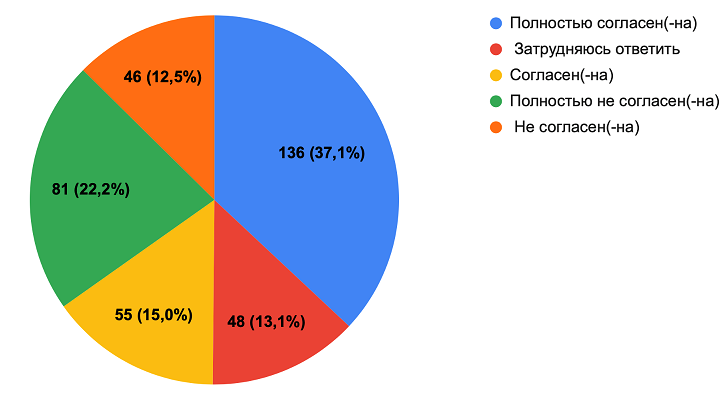 Полностью согласен(-на)
Затрудняюсь ответить
Согласен(-на)
Полностью не согласен(-на)
Не согласен(-на)
46 (12,5%)
136 (37,1%)
81 (22,2%)
55 (15,0%)
48 (13,1%)